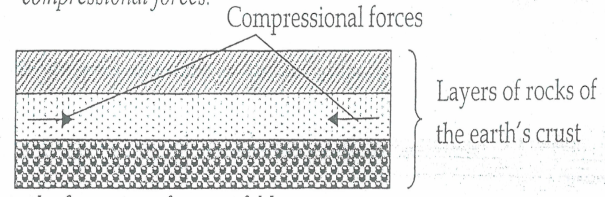 compressional forces.
Compressional forces
Layers of rocks of
the earth's crust